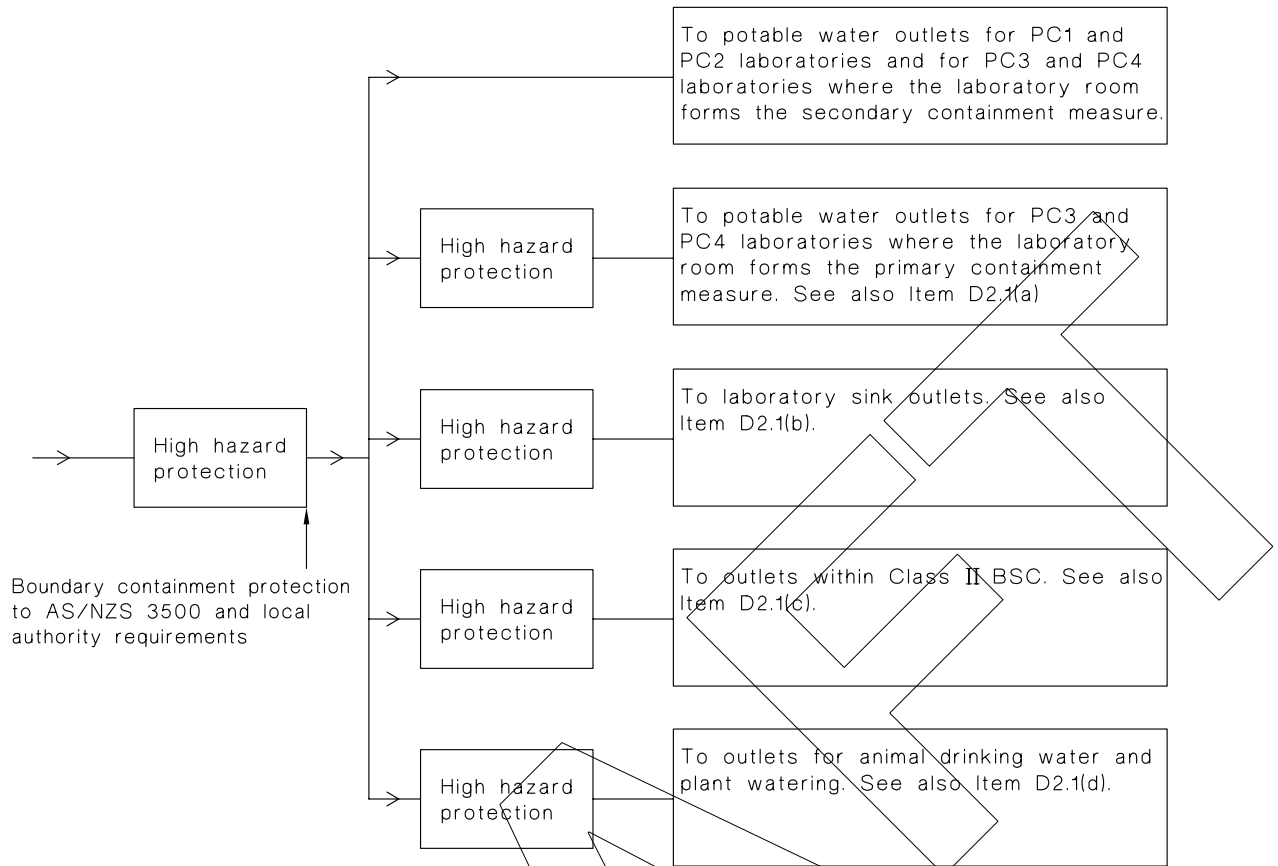 To potable water outlets for PC1 and
PC2 laboratories and for PC3 and PC4
laboratories where the laboratory room
forms the secondary containment measure.
High hazard
protection
To potable water outlets for PC3 and
PC4 laboratories where the laboratory
room forms the primary containment
measure. See also Item D2.1(a)
High hazard
protection
To laboratory sink outlets. See also
Item D2.1(b).
High hazard
protection
Boundary containment protection
to AS/NZS 3500 and local
authority requirements
High hazard
protection
To outlets within Class II BSC. See also
Item D2.1(c).
High hazard
protection
To outlets for animal drinking water and
plant watering. See also Item D2.1(d).